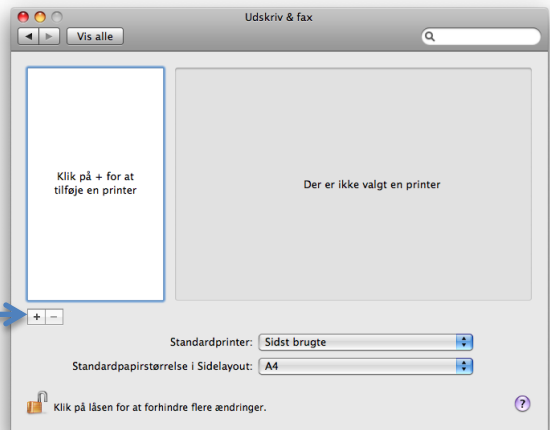 Udskriv & fax
Vis alle
Klik på + for at
tilføje en printer
Der er ikke valgt en printer
+ −
Standardprinter: Sidst brugte
Standardpapirstørrelse i Sidelayout: A4
Klik på låsen for at forhindre flere ændringer.
?